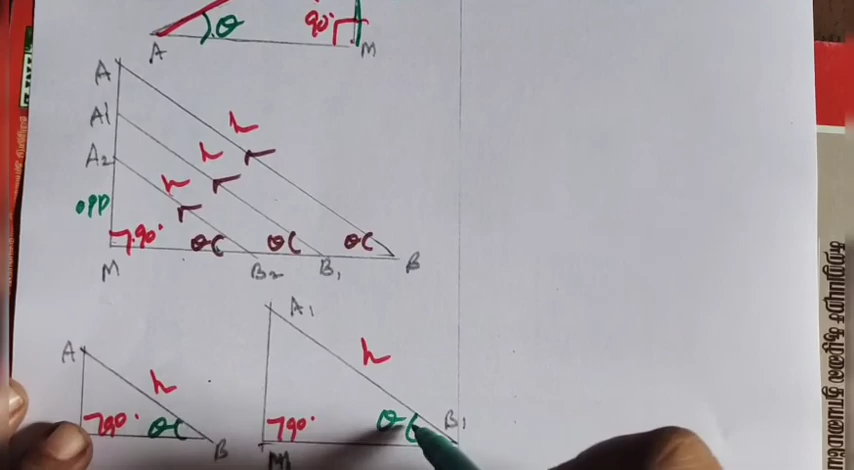 θ 90°
A M
A
A1 h
A2 h
h
opp
90° θ θ θ
M B2 B1 B
A1
A h
h
90° θ 90° θ B1
B
M1